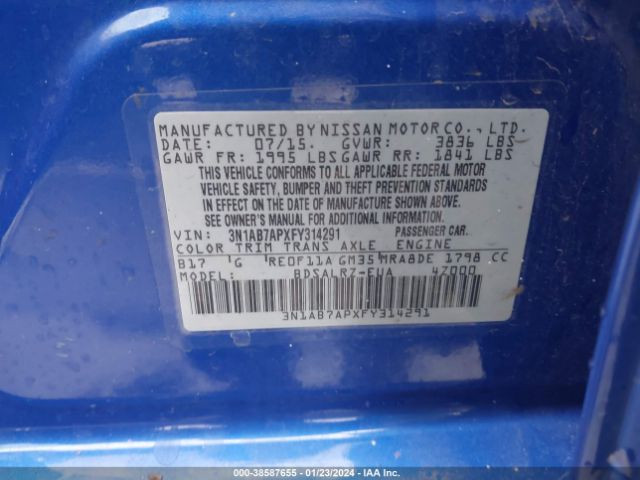 MANUFACTURED BY NISSAN MOTOR CO., LTD.
DATE: 07/15. GVWR: 3836 LBS
GAWR FR: 1995 LBS GAWR RR: 1841 LBS
THIS VEHICLE CONFORMS TO ALL APPLICABLE FEDERAL MOTOR
VEHICLE SAFETY, BUMPER AND THEFT PREVENTION STANDARDS
IN EFFECT ON THE DATE OF MANUFACTURE SHOWN ABOVE.
SEE OWNER'S MANUAL FOR ADDITIONAL INFORMATION.
VIN: 3N1AB7APXFY314291 PASSENGER CAR
COLOR TRIM TRANS AXLE ENGINE
B17 G RE0F11A GM35 MRA8DE 1798 CC
MODEL: BDSALRZ-EUA 47000
3N1AB7APXFY314291
000-38587655 - 01/23/2024 - IAA Inc.